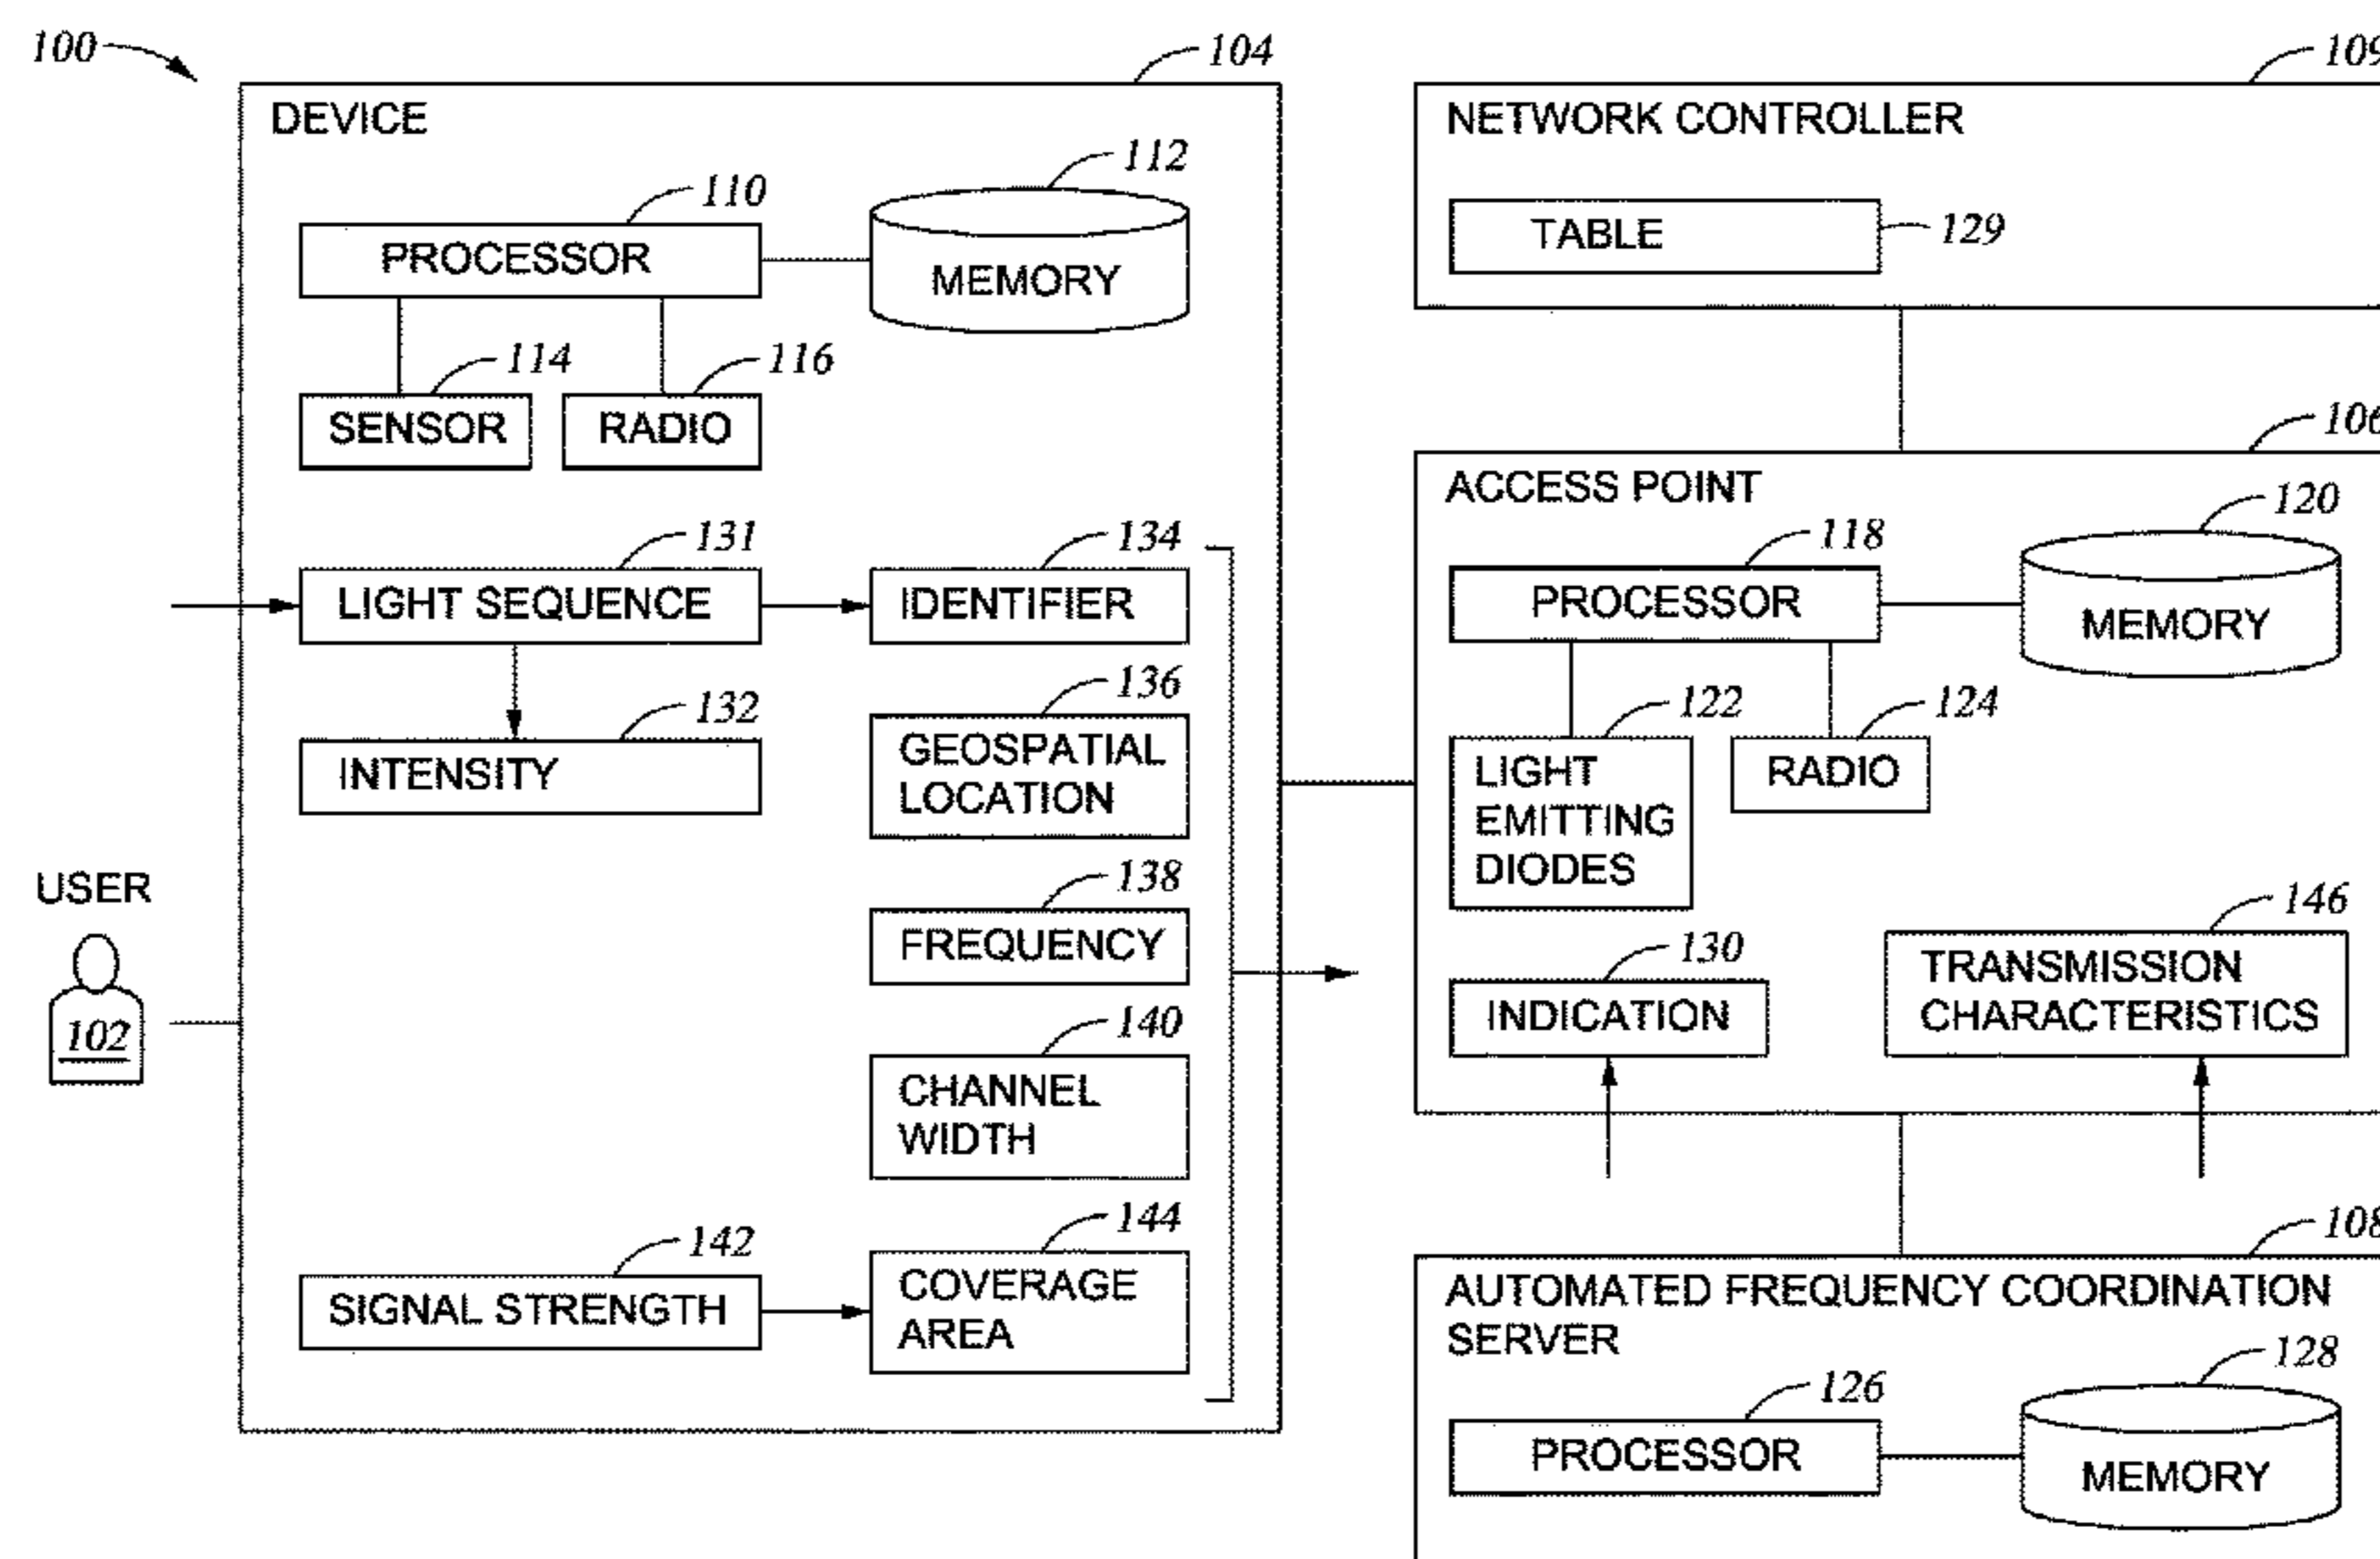 100
104
DEVICE
110
PROCESSOR
112
MEMORY
114
SENSOR
116
RADIO
131
LIGHT SEQUENCE
132
INTENSITY
134
IDENTIFIER
136
GEOSPATIAL
LOCATION
138
FREQUENCY
140
CHANNEL
WIDTH
142
SIGNAL STRENGTH
144
COVERAGE
AREA
USER
102
109
NETWORK CONTROLLER
TABLE
129
106
ACCESS POINT
118
PROCESSOR
120
MEMORY
122
LIGHT
EMITTING
DIODES
124
RADIO
130
INDICATION
146
TRANSMISSION
CHARACTERISTICS
108
AUTOMATED FREQUENCY COORDINATION
SERVER
126
PROCESSOR
128
MEMORY